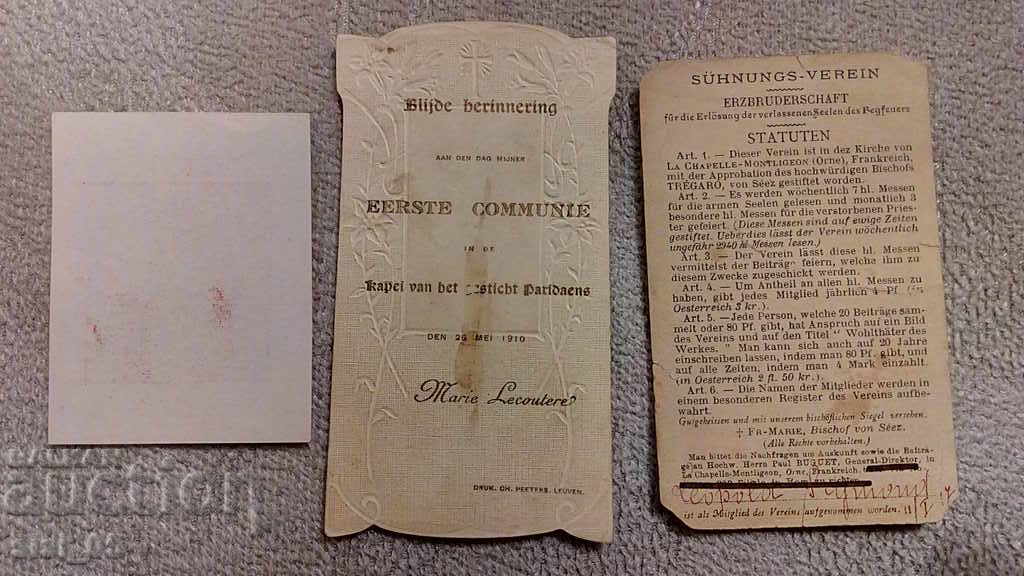 Blijde herinnering
AAN DEN DAG MIJNER
EERSTE COMMUNIE
IN DE
Kapel van het gesticht Paridaens
DEN 26 MEI 1910
Marie Lecoutere
DRUK. CH. PEETERS, LEUVEN.
SÜHNUNGS-VEREIN
ERZBRUDERSCHAFT
für die Erlösung der verlassenen Seelen des Fegfeuers
STATUTEN
Art. 1. — Dieser Verein ist in dez Kirche von
LA CHAPELLE-MONTLIGEON (Orne), Frankreich,
mit der Approbation des hochwürdigen Bischofs
TRÉGARO, von Séez gestiftet worden.
Art. 2. — Es werden wöchentlich 7 hl. Messen
für die armen Seelen gelesen und monatlich 3
besondere hl. Messen für die verstorbenen Pries-
ter gefeiert. (Diese Messen sind auf ewige Zeiten
gestiftet. Ueberdies lässt der Verein wöchentlich
ungefähr 2940 hl Messen lesen.)
Art. 3. — Der Verein lässt diese hl. Messen
vermittelst der Beiträge feiern, welche ihm zu
diesem Zwecke zugeschickt werden.
Art. 4. — Um Antheil an allen hl. Messen zu
haben, gibt jedes Mitglied jährlich 4 Pf. (in
Oesterreich 5 kr.)
Art. 5. — Jede Person, welche 20 Beiträge sam-
melt oder 80 Pf. gibt, hat Anspruch auf ein Bild
des Vereins und auf den Titel " Wohlthäter des
Werkes. " Man kann sich auch auf 20 Jahre
einschreiben lassen, indem man 80 Pf. gibt, und
auf alle Zeiten, indem man 4 Mark einzahlt.
(in Oesterreich 2 fl. 50 kr.)
Art. 6. — Die Namen der Mitglieder werden in
einem besonderen Register des Vereins aufbe-
wahrt.
Gutgeheissen und mit unserem bischöflichen Siegel versehen.
+ FR-MARIE, Bischof von Séez.
(Alle Rechte vorbehalten.)
Man bittet die Nachfragen um Auskunft sowie die Beiträ-
ge an Hochw. Herrn Paul BUGUET, General-Direktor, in
La Chapelle-Montligeon, Orne, Frankreich
Leopold
ist als Mitglied des Vereins aufgenommen worden.
auction